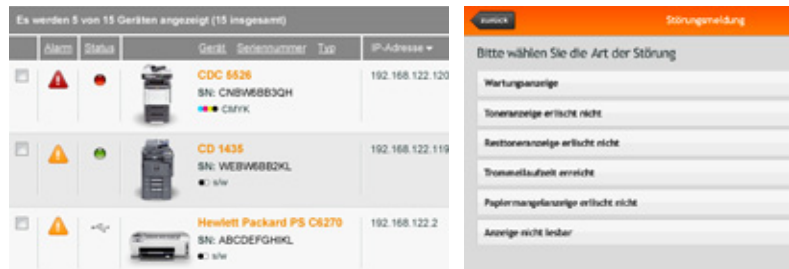 Es werden 5 von 15 Geräten angezeigt (15 insgesamt)
Alarm Status Gerät Seriennummer Typ IP-Adresse
CDC 5526 192.168.122.120
SN: CNBW6BB3QH
CMYK
CD 1435 192.168.122.119
SN: WEBW6BB2KL
s/w
Hewlett Packard PS C6270 192.168.122.2
SN: ABCDEFGHIKL
s/w
zurück Störungsmeldung
Bitte wählen Sie die Art der Störung
Wartungsanzeige
Toneranzeige erlischt nicht
Resttoneranzeige erlischt nicht
Trommellaufzeit erreicht
Papiermangelanzeige erlischt nicht
Anzeige nicht lesbar